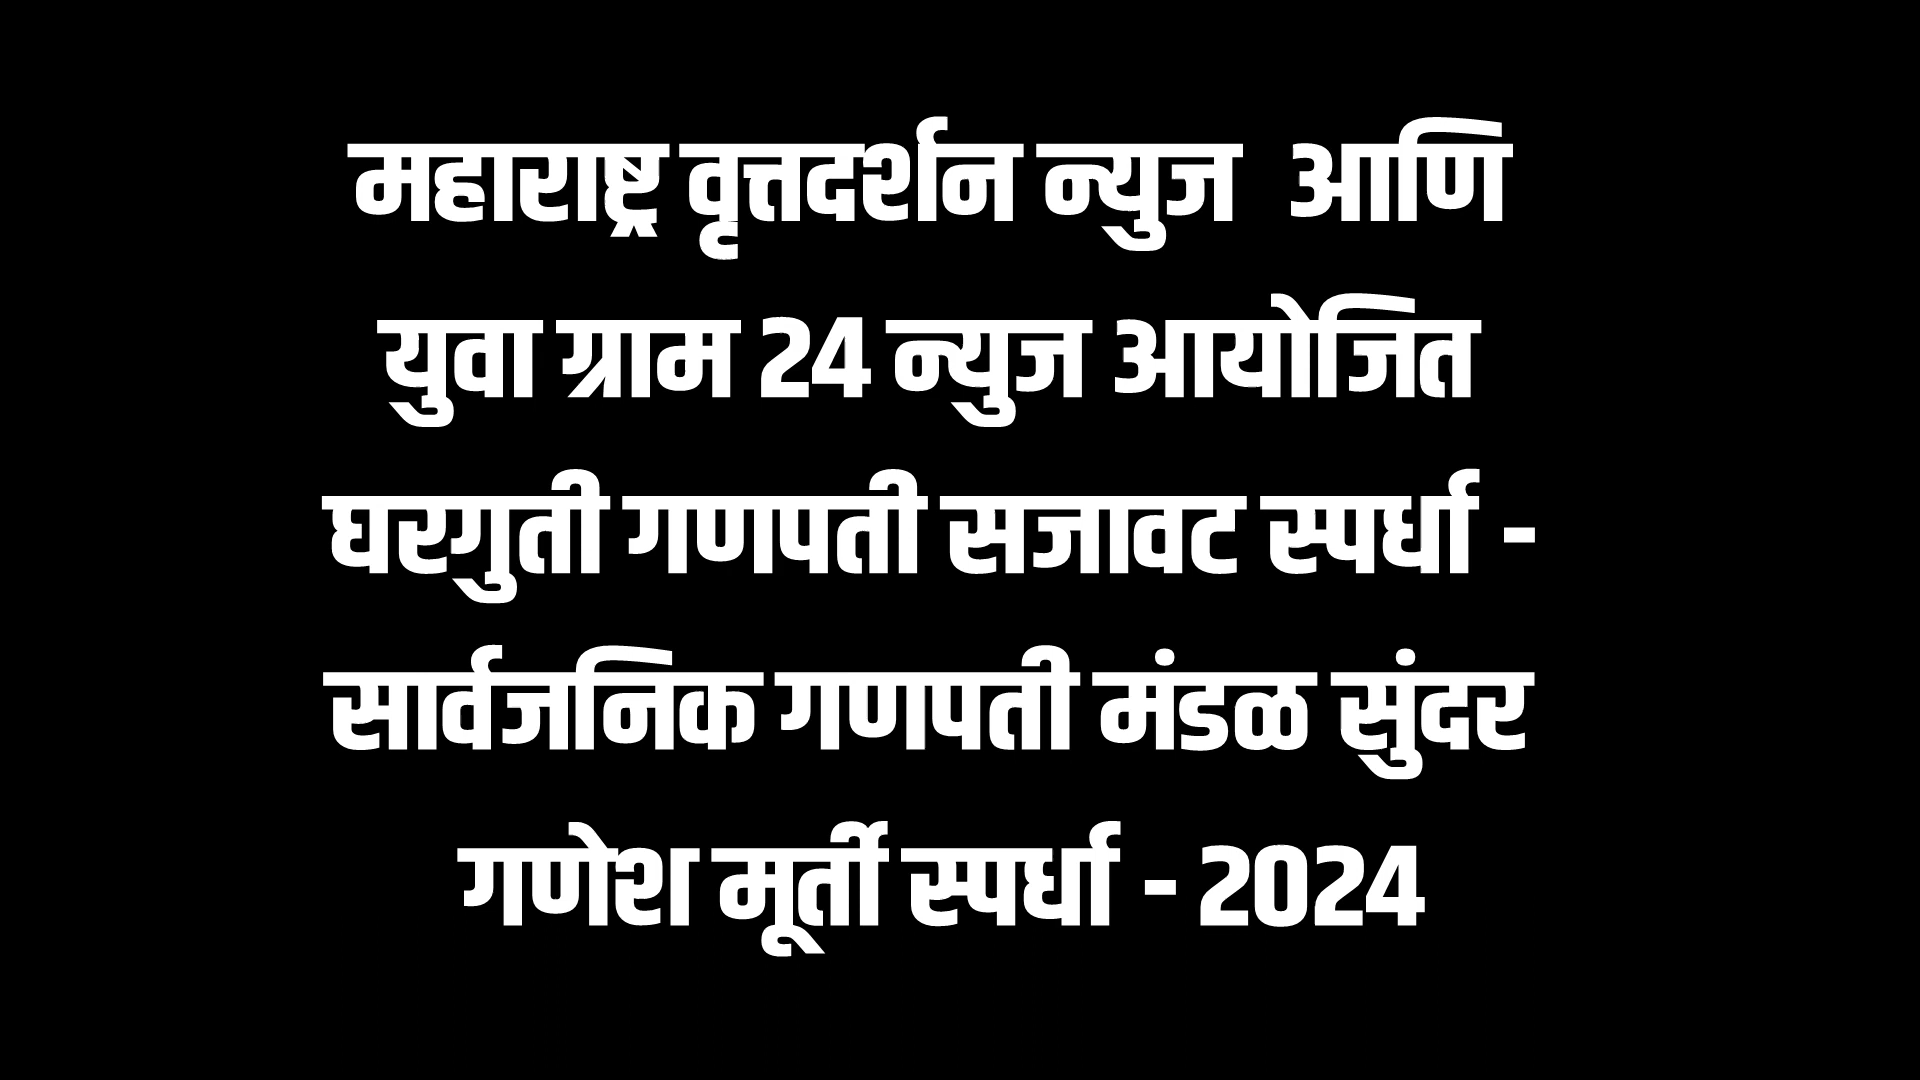 महाराष्ट्र वृत्तदर्शन न्युज आणि
युवा ग्राम 24 न्युज आयोजित
घरगुती गणपती सजावट स्पर्धा -
सार्वजनिक गणपती मंडळ सुंदर
गणेश मूर्ती स्पर्धा - 2024